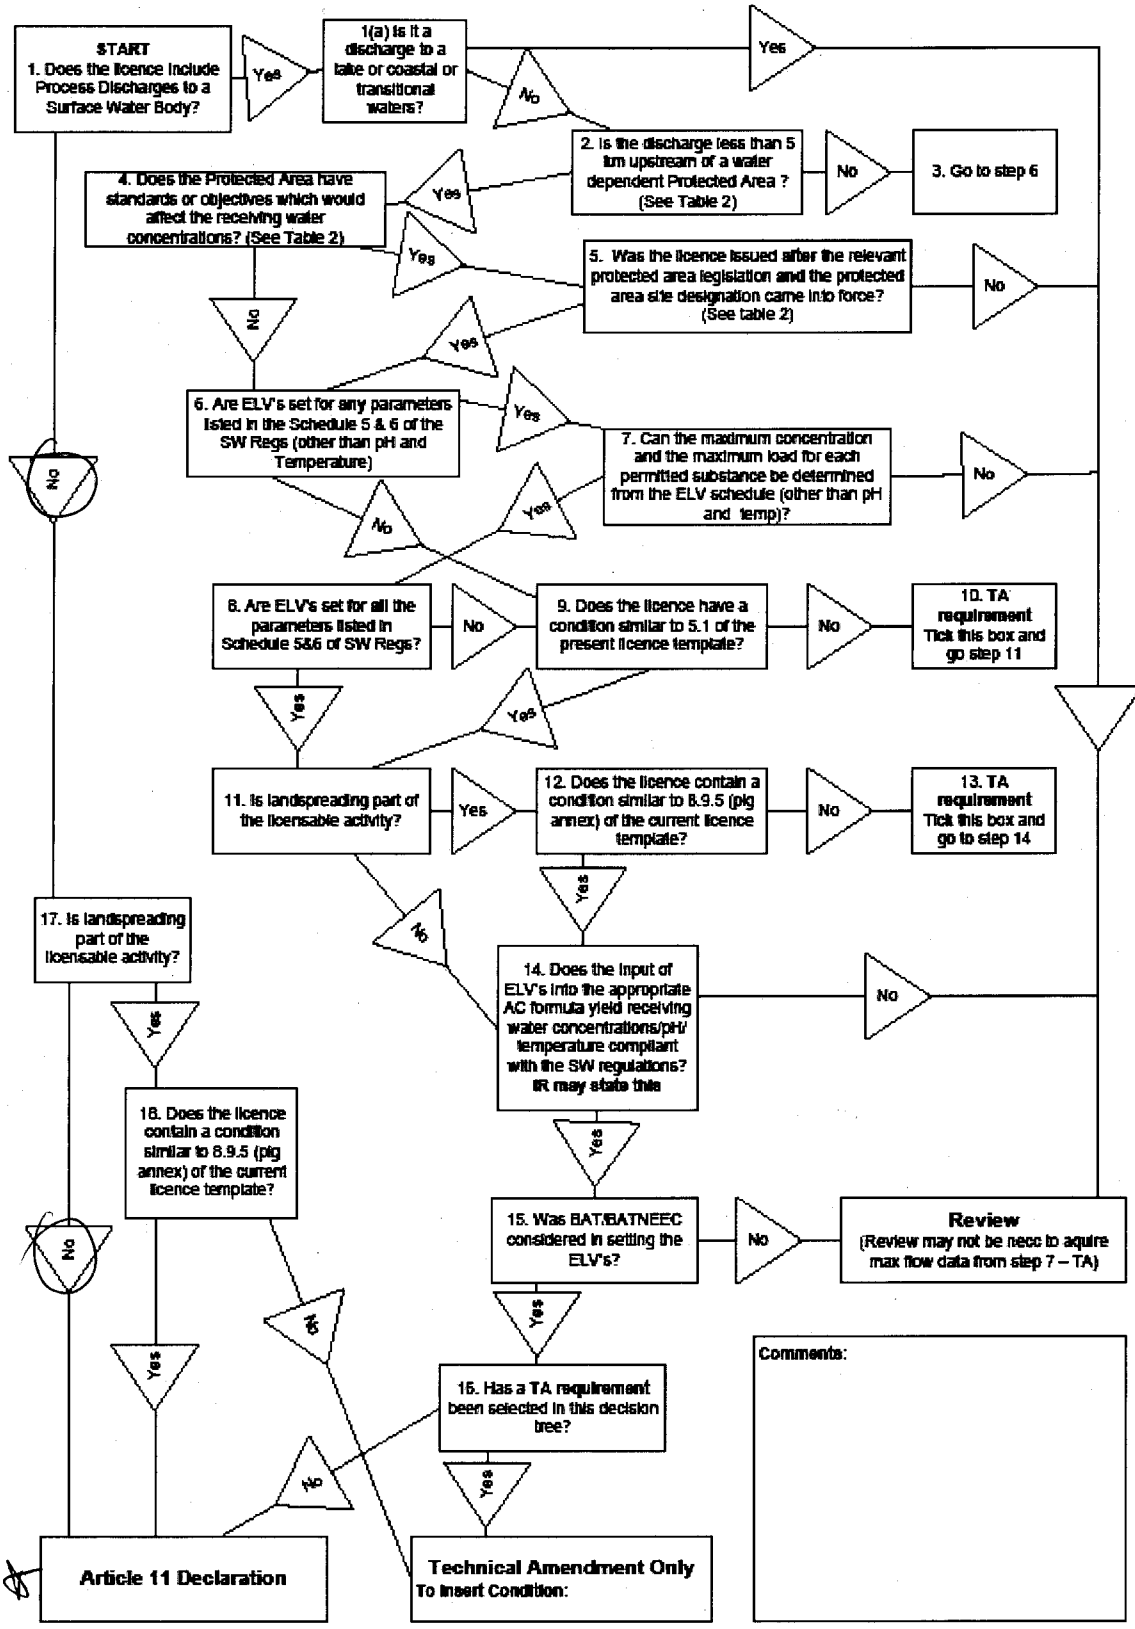 START
1. Does the licence include
Process Discharges to a
Surface Water Body?
Yes
1(a) Is it a
discharge to a
lake or coastal or
transitional
waters?
Yes
No
2. Is the discharge less than 5
km upstream of a water
dependent Protected Area ?
(See Table 2)
No
3. Go to step 6
Yes
4. Does the Protected Area have
standards or objectives which would
affect the receiving water
concentrations? (See Table 2)
Yes
No
5. Was the licence issued after the relevant
protected area legislation and the protected
area site designation came into force?
(See table 2)
No
Yes
6. Are ELV's set for any parameters
listed in the Schedule 5 & 6 of the
SW Regs (other than pH and
Temperature)
Yes
No
7. Can the maximum concentration
and the maximum load for each
permitted substance be determined
from the ELV schedule (other than pH
and temp)?
No
Yes
No
8. Are ELV's set for all the
parameters listed in
Schedule 5&6 of SW Regs?
No
9. Does the licence have a
condition similar to 5.1 of the
present licence template?
No
10. TA
requirement
Tick this box and
go step 11
Yes
Yes
11. Is landspreading part of
the licensable activity?
Yes
12. Does the licence contain a
condition similar to 8.9.5 (pig
annex) of the current licence
template?
No
13. TA
requirement
Tick this box and
go to step 14
No
Yes
17. Is landspreading
part of the
licensable activity?
14. Does the input of
ELV's into the appropriate
AC formula yield receiving
water concentrations/pH/
temperature compliant
with the SW regulations?
IR may state this
No
Yes
18. Does the licence
contain a condition
similar to 8.9.5 (pig
annex) of the current
licence template?
Yes
15. Was BAT/BATNEEC
considered in setting the
ELV's?
No
Review
(Review may not be necc to aquire
max flow data from step 7 – TA)
No
No
Yes
Yes
16. Has a TA requirement
been selected in this decision
tree?
Comments:
No
Yes
Article 11 Declaration
Technical Amendment Only
To Insert Condition: